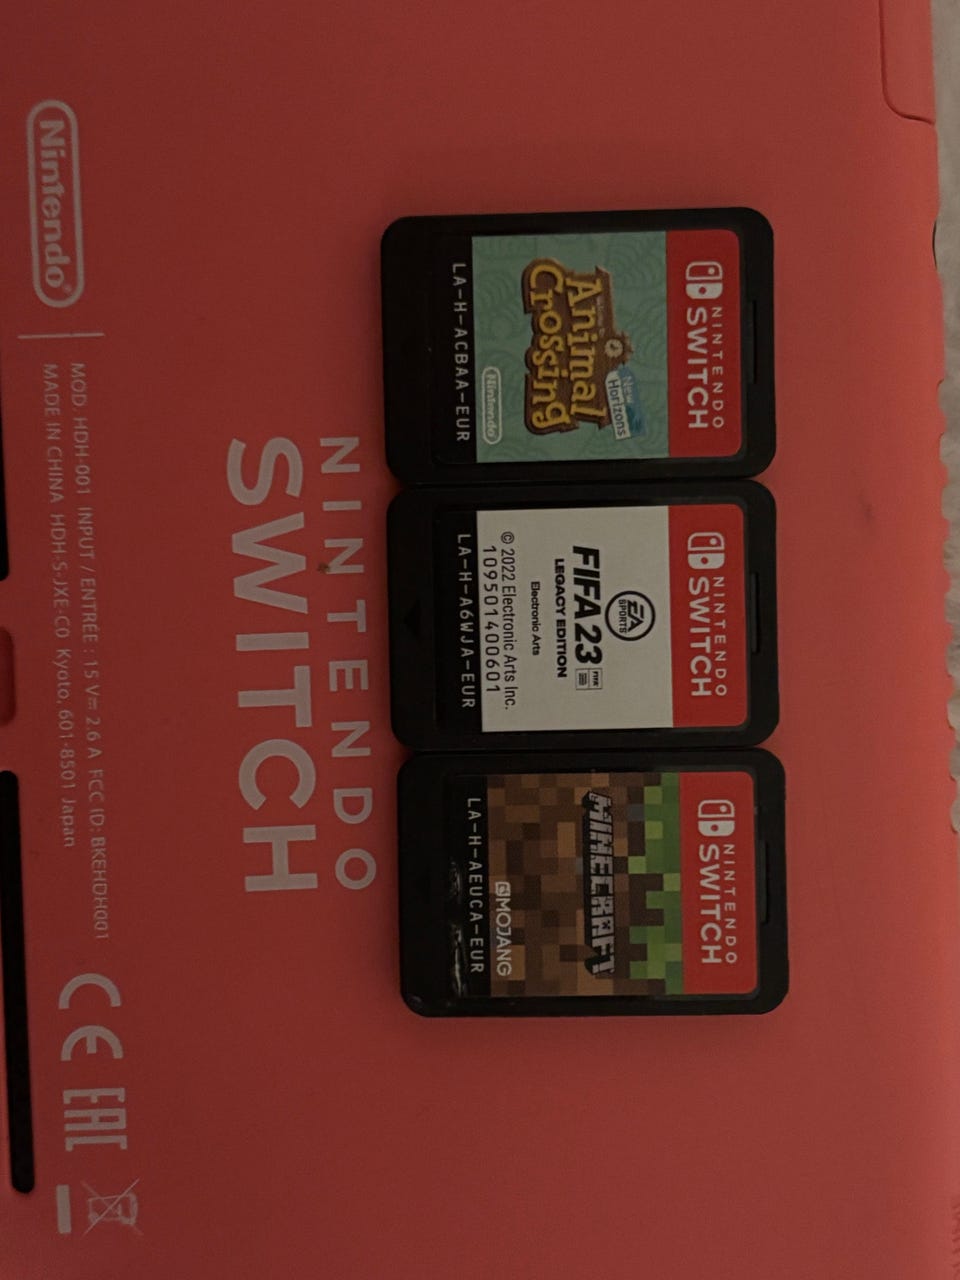 NINTENDO
SWITCH
New
Horizons
Animal
Crossing
Nintendo
LA-H-ACBAA-EUR
NINTENDO
SWITCH
EA
SPORTS
FIFA 23
LEGACY EDITION
Electronic Arts
© 2022 Electronic Arts Inc.
109501400601
LA-H-A6WJA-EUR
NINTENDO
SWITCH
MINECRAFT
MOJANG
LA-H-AEUCA-EUR
NINTENDO
SWITCH
Nintendo®
MOD. HDH-001 INPUT / ENTRÉE : 15 V⎓ 2.6 A FCC ID: BKEHDH001
MADE IN CHINA HDH-S-JXE-C0 Kyoto, 601-8501 Japan
CE EAC